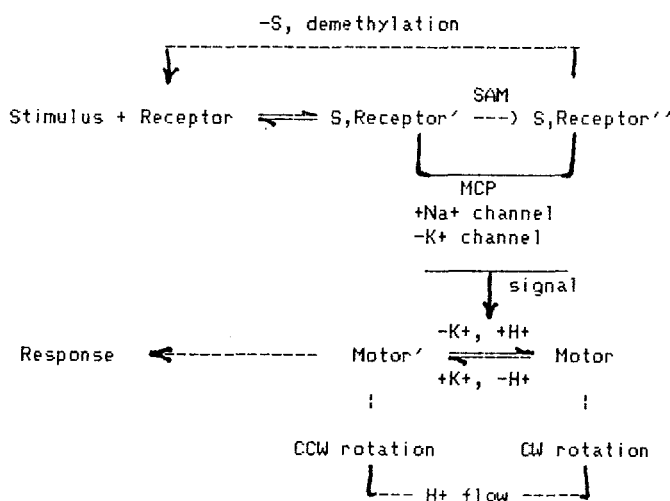 -S, demethylation
SAM
Stimulus + Receptor S,Receptor' ---) S,Receptor''
MCP
+Na+ channel
-K+ channel
signal
-K+, +H+
Response Motor' Motor
+K+, -H+
CCW rotation CW rotation
H+ flow